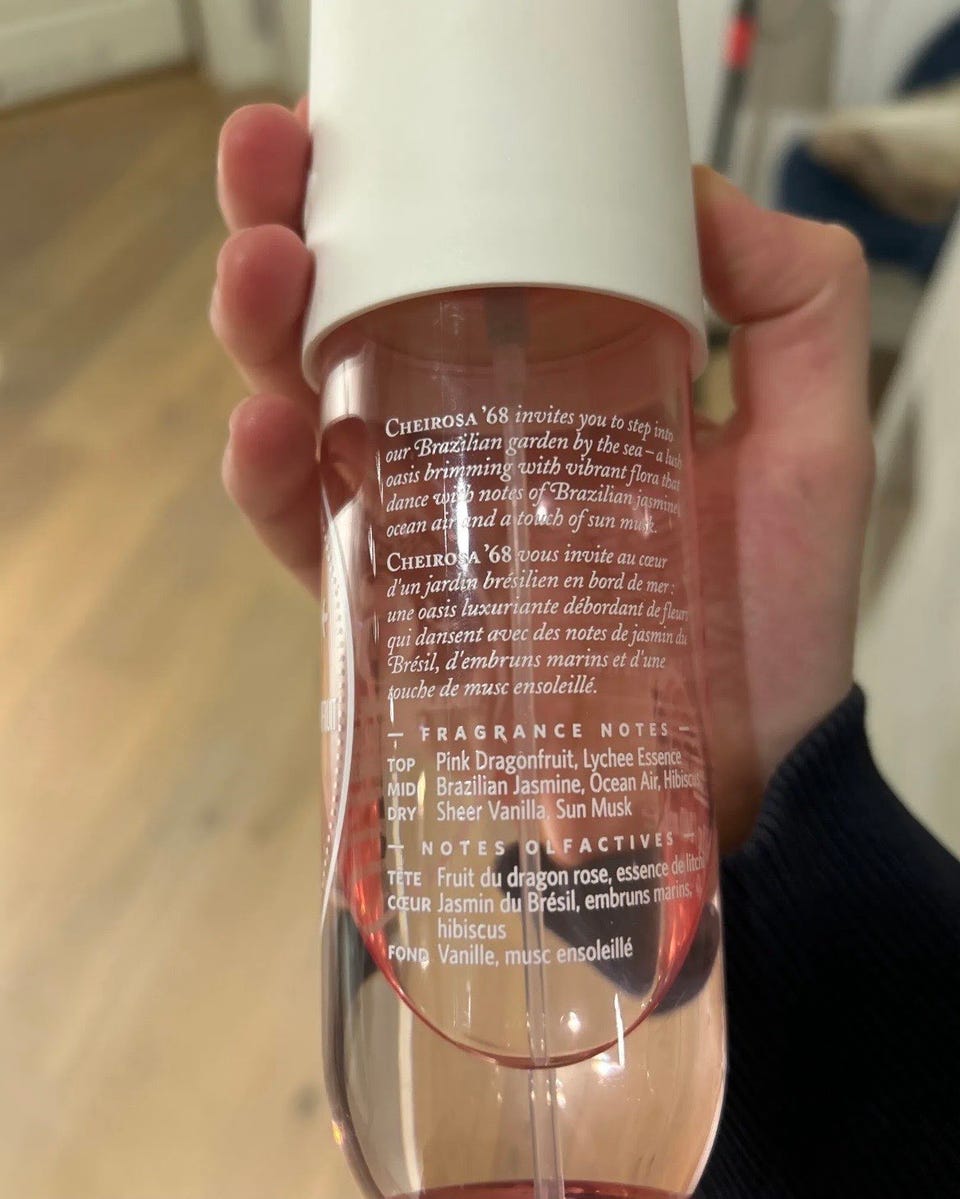 CHEIROSA '68 invites you to step into
our Brazilian garden by the sea – a lush
oasis brimming with vibrant flora that
dance with notes of Brazilian jasmine,
ocean air and a touch of sun musk.
CHEIROSA '68 vous invite au cœur
d'un jardin brésilien en bord de mer :
une oasis luxuriante débordant de fleurs
qui dansent avec des notes de jasmin du
Brésil, d'embruns marins et d'une
touche de musc ensoleillé.
— FRAGRANCE NOTES —
TOP Pink Dragonfruit, Lychee Essence
MID Brazilian Jasmine, Ocean Air, Hibiscus
DRY Sheer Vanilla, Sun Musk
— NOTES OLFACTIVES —
TÊTE Fruit du dragon rose, essence de litchi
CŒUR Jasmin du Brésil, embruns marins,
hibiscus
FOND Vanille, musc ensoleillé